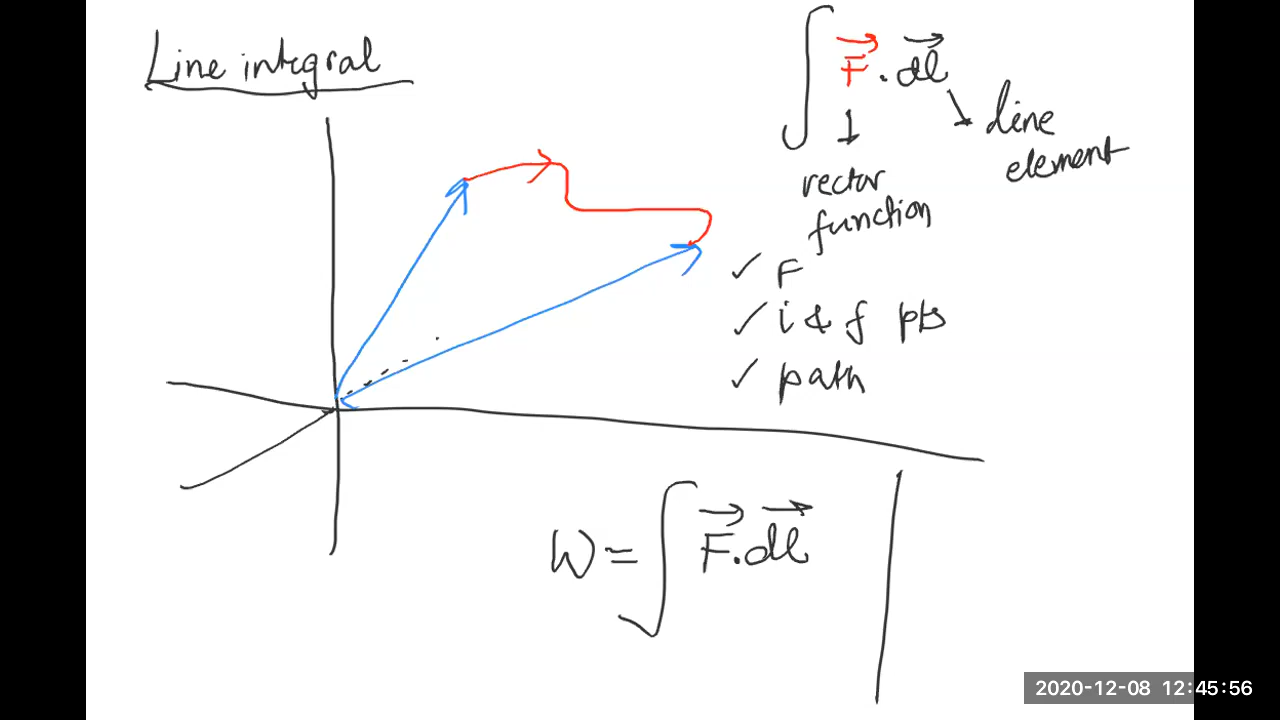 Line integral
∫ F⃗ . dl⃗
line
element
vector
function
✓ F
✓ i & f pts
✓ path
W = ∫ F⃗ . dl⃗
2020-12-08 12:45:56